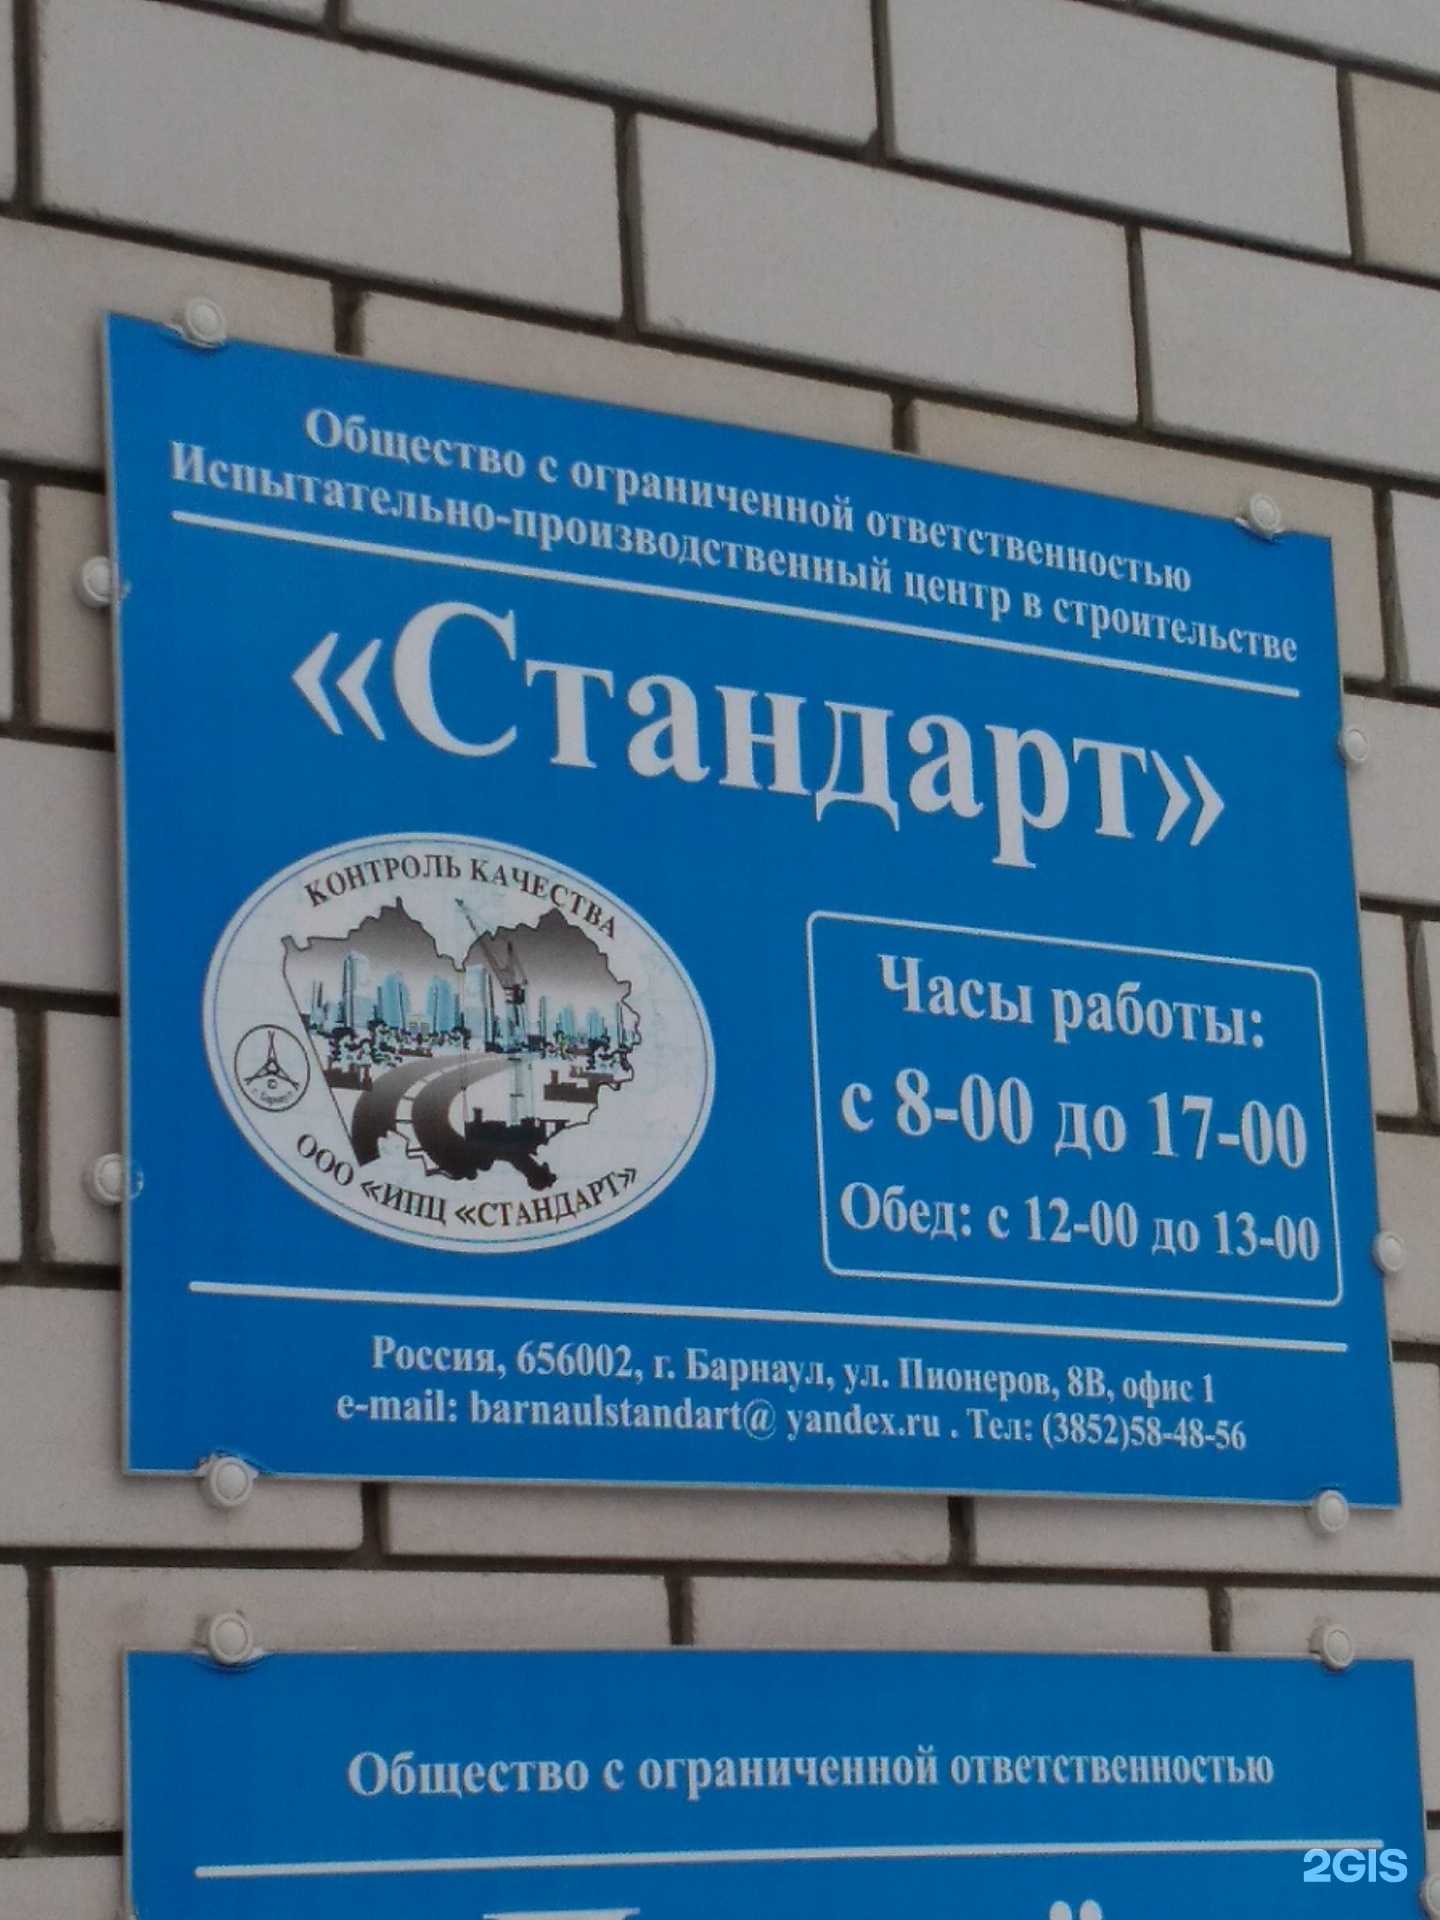 Общество с ограниченной ответственностью
Испытательно-производственный центр в строительстве
«Стандарт»
КОНТРОЛЬ КАЧЕСТВА
г. Барнаул
ООО «ИПЦ «СТАНДАРТ»
Часы работы:
с 8-00 до 17-00
Обед: с 12-00 до 13-00
Россия, 656002, г. Барнаул, ул. Пионеров, 8В, офис 1
e-mail: barnaulstandart@ yandex.ru . Тел: (3852)58-48-56
Общество с ограниченной ответственностью
2GIS